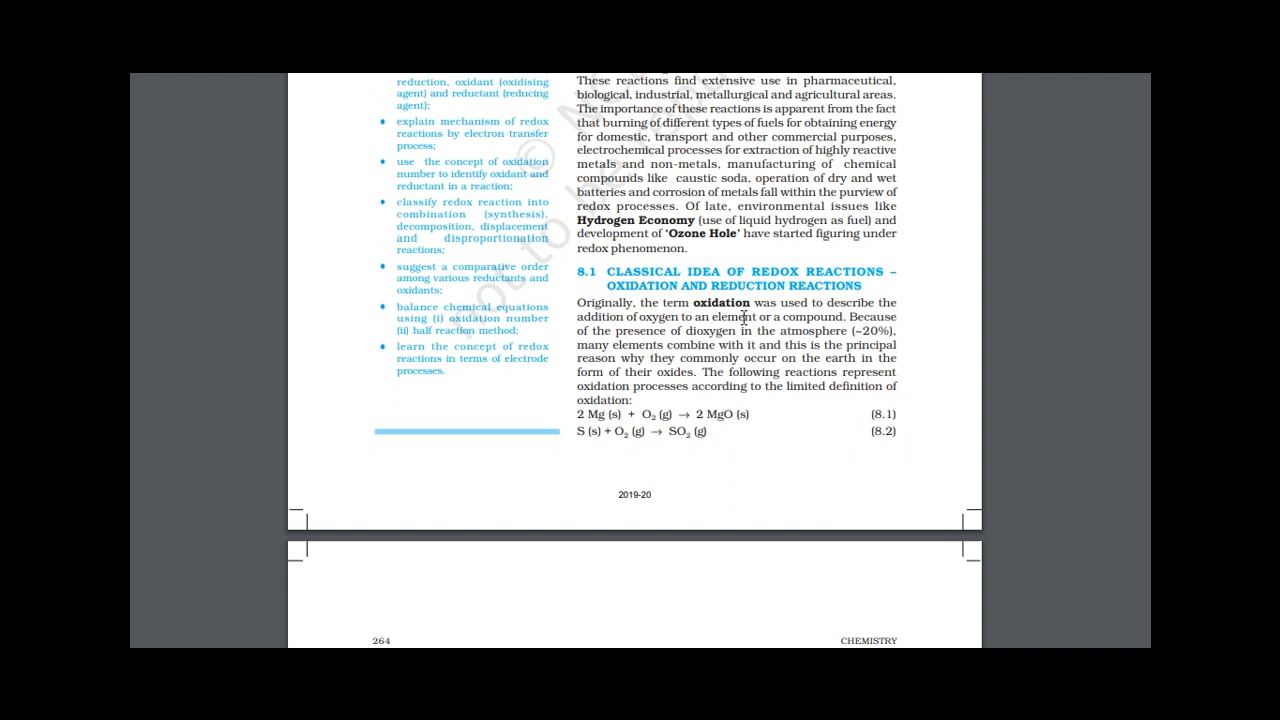 reduction, oxidant (oxidising
agent) and reductant (reducing
agent);
• explain mechanism of redox
reactions by electron transfer
process;
• use the concept of oxidation
number to identify oxidant and
reductant in a reaction;
• classify redox reaction into
combination (synthesis),
decomposition, displacement
and disproportionation
reactions;
• suggest a comparative order
among various reductants and
oxidants;
• balance chemical equations
using (i) oxidation number
(ii) half reaction method;
• learn the concept of redox
reactions in terms of electrode
processes.
These reactions find extensive use in pharmaceutical,
biological, industrial, metallurgical and agricultural areas.
The importance of these reactions is apparent from the fact
that burning of different types of fuels for obtaining energy
for domestic, transport and other commercial purposes,
electrochemical processes for extraction of highly reactive
metals and non-metals, manufacturing of chemical
compounds like caustic soda, operation of dry and wet
batteries and corrosion of metals fall within the purview of
redox processes. Of late, environmental issues like
Hydrogen Economy (use of liquid hydrogen as fuel) and
development of ‘Ozone Hole’ have started figuring under
redox phenomenon.
8.1 CLASSICAL IDEA OF REDOX REACTIONS –
OXIDATION AND REDUCTION REACTIONS
Originally, the term oxidation was used to describe the
addition of oxygen to an element or a compound. Because
of the presence of dioxygen in the atmosphere (~20%),
many elements combine with it and this is the principal
reason why they commonly occur on the earth in the
form of their oxides. The following reactions represent
oxidation processes according to the limited definition of
oxidation:
2 Mg (s) + O₂ (g) → 2 MgO (s) (8.1)
S (s) + O₂ (g) → SO₂ (g) (8.2)
2019-20
264 CHEMISTRY
© N
not to be